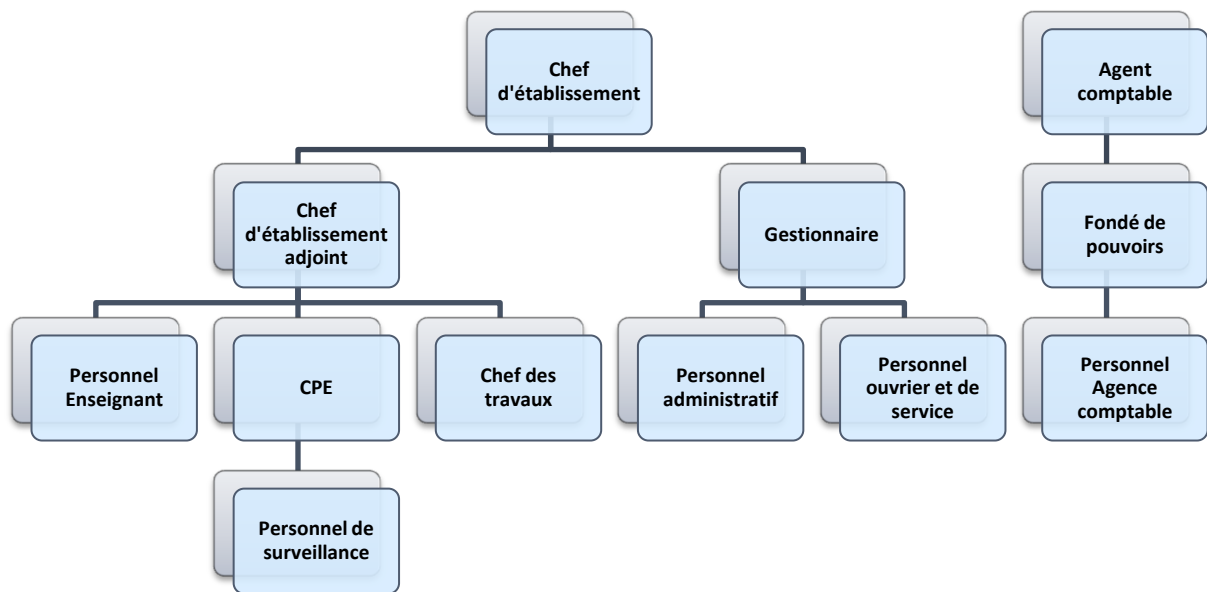 Chef
d'établissement
Agent
comptable
Chef
d'établissement
adjoint
Gestionnaire
Fondé de
pouvoirs
Personnel
Enseignant
CPE
Chef des
travaux
Personnel
administratif
Personnel
ouvrier et de
service
Personnel
Agence
comptable
Personnel de
surveillance